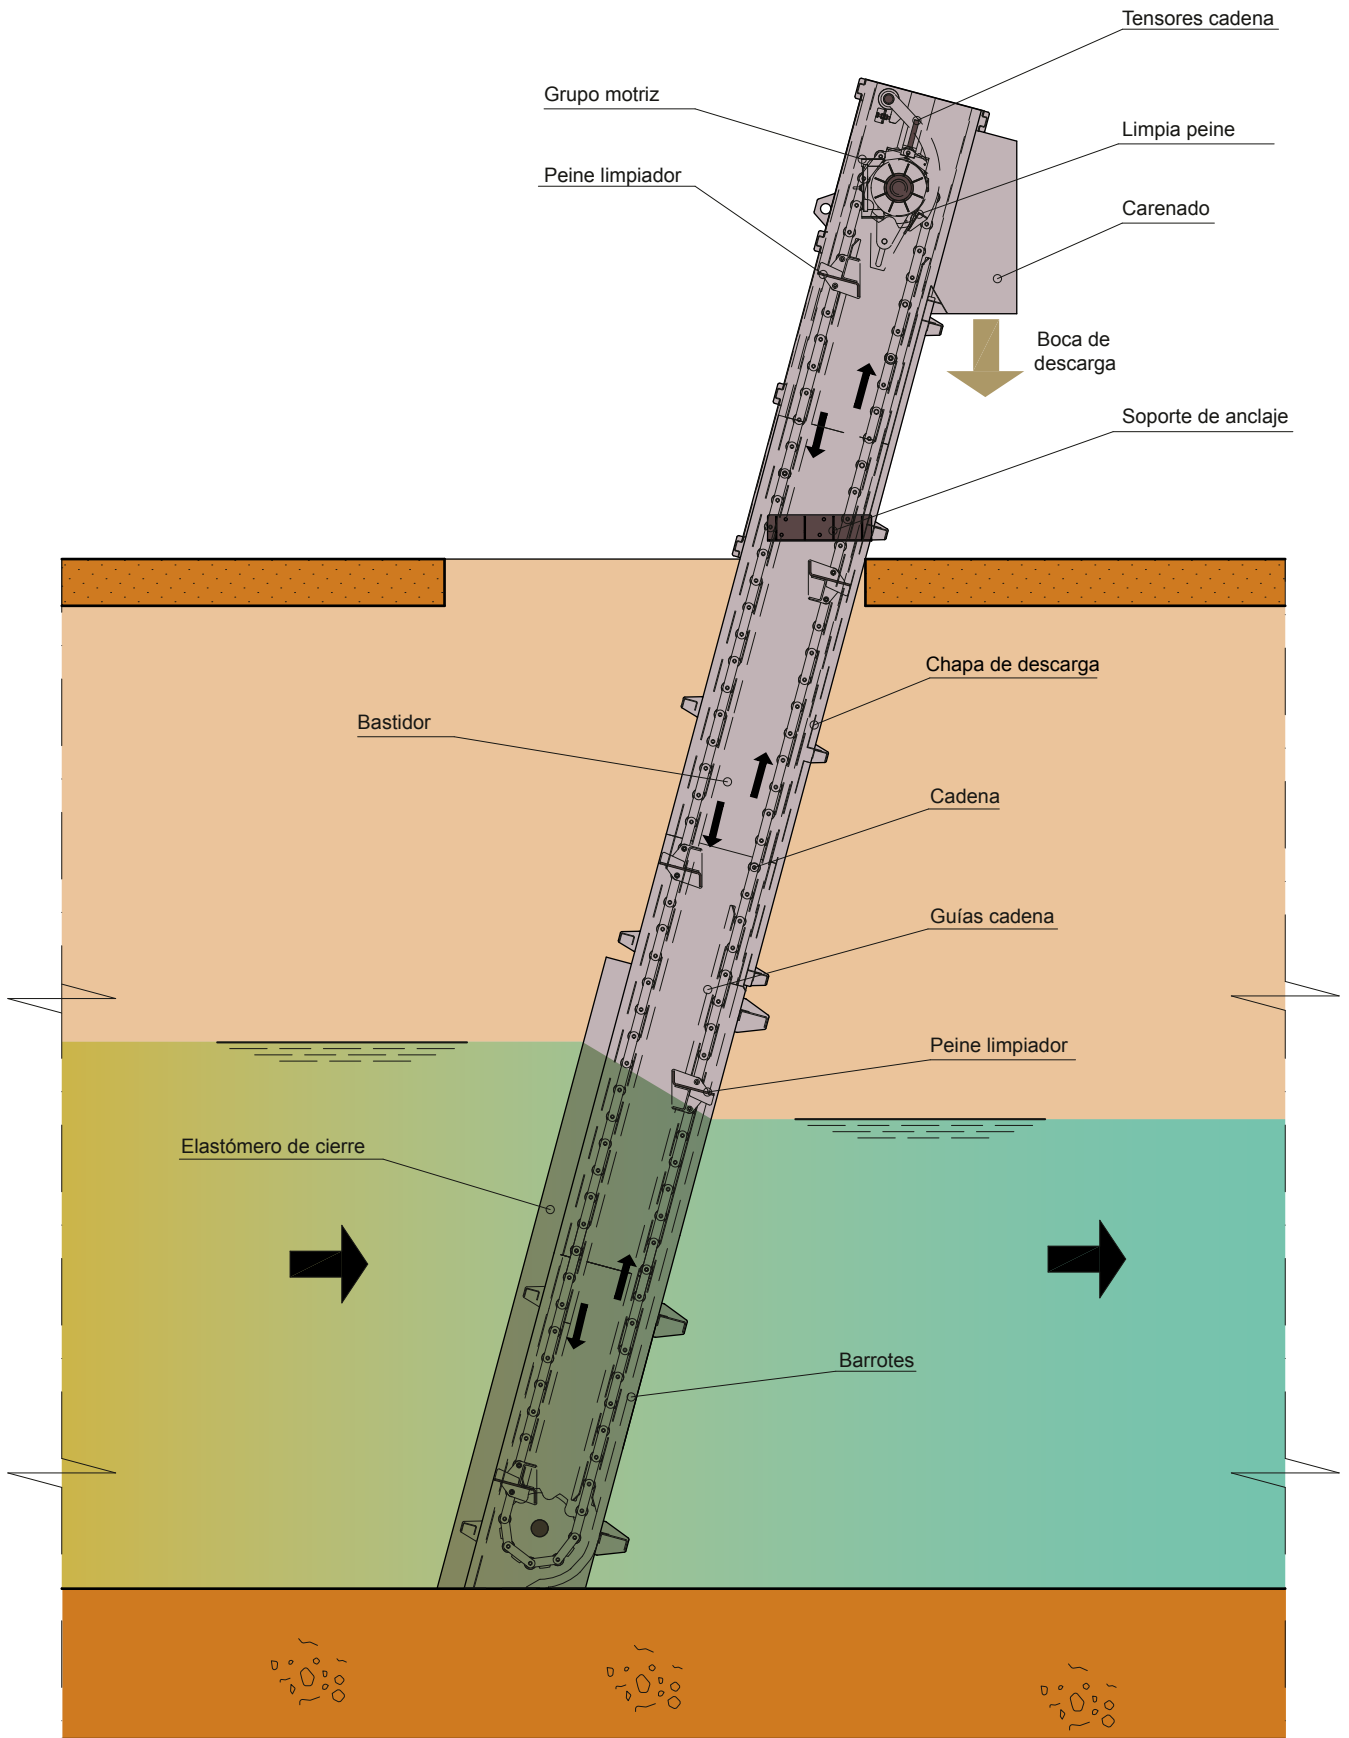 Tensores cadena
Grupo motriz
Limpia peine
Peine limpiador
Carenado
Boca de
descarga
Soporte de anclaje
Chapa de descarga
Bastidor
Cadena
Guías cadena
Peine limpiador
Elastómero de cierre
Barrotes